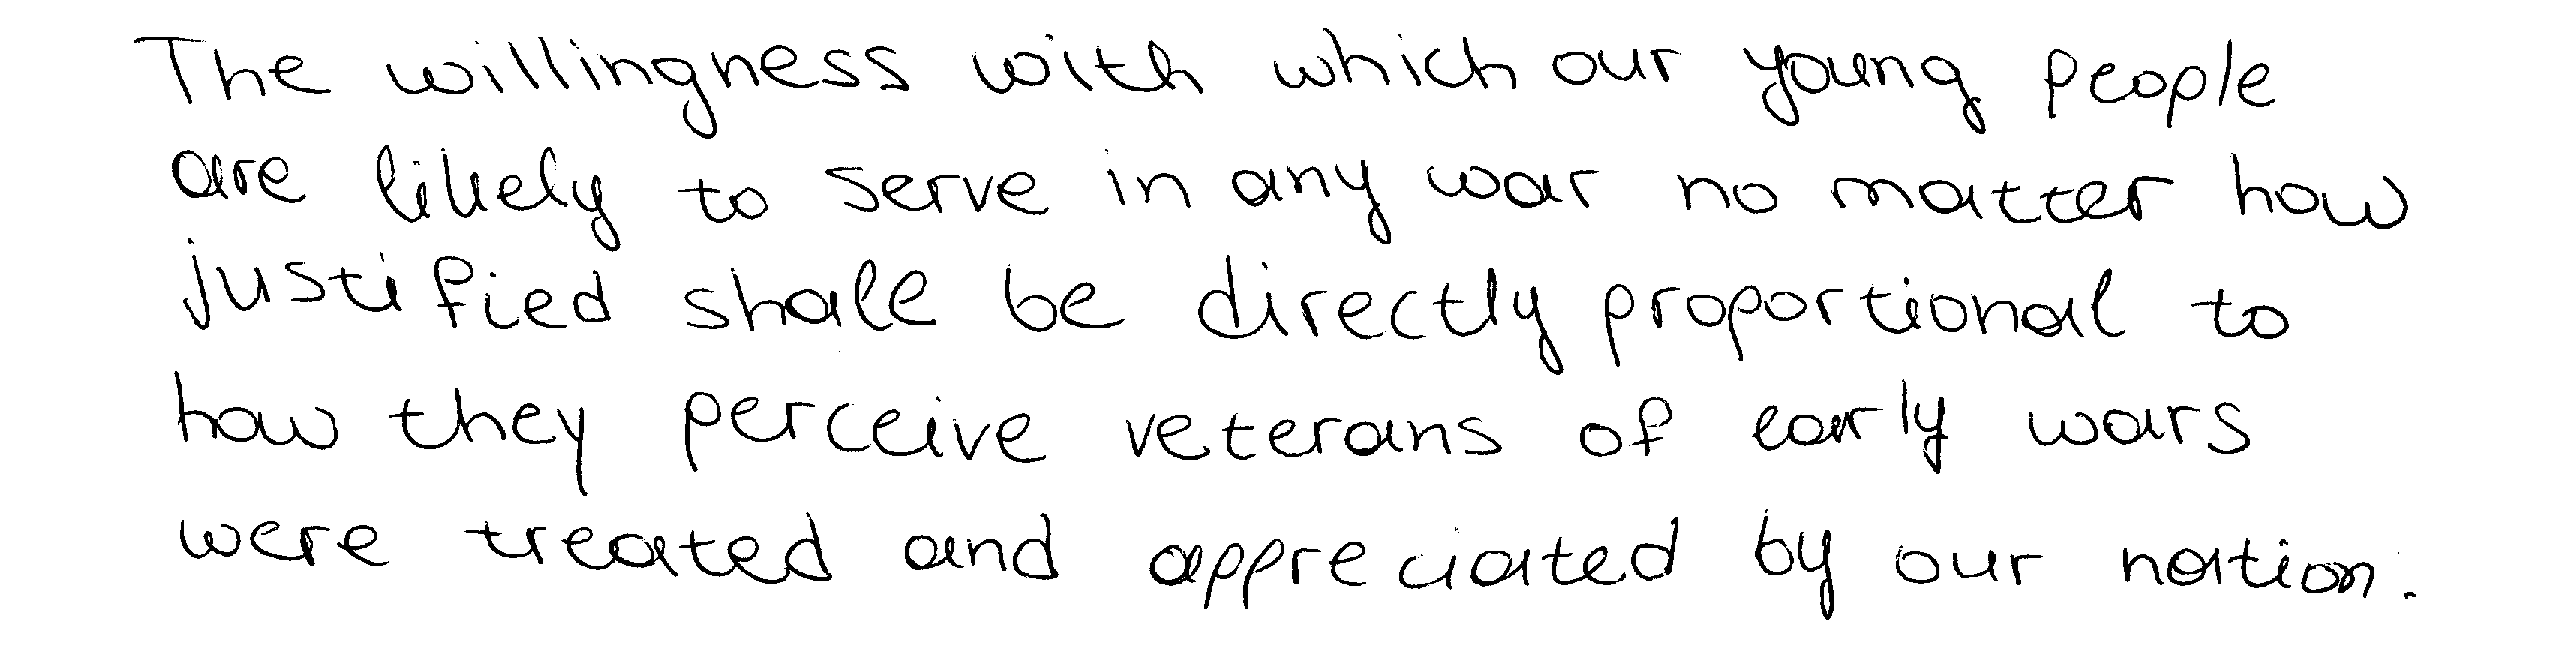 The willingness with which our young people
are likely to serve in any war no matter how
justified shall be directly proportional to
how they perceive veterans of early wars
were treated and appreciated by our nation.